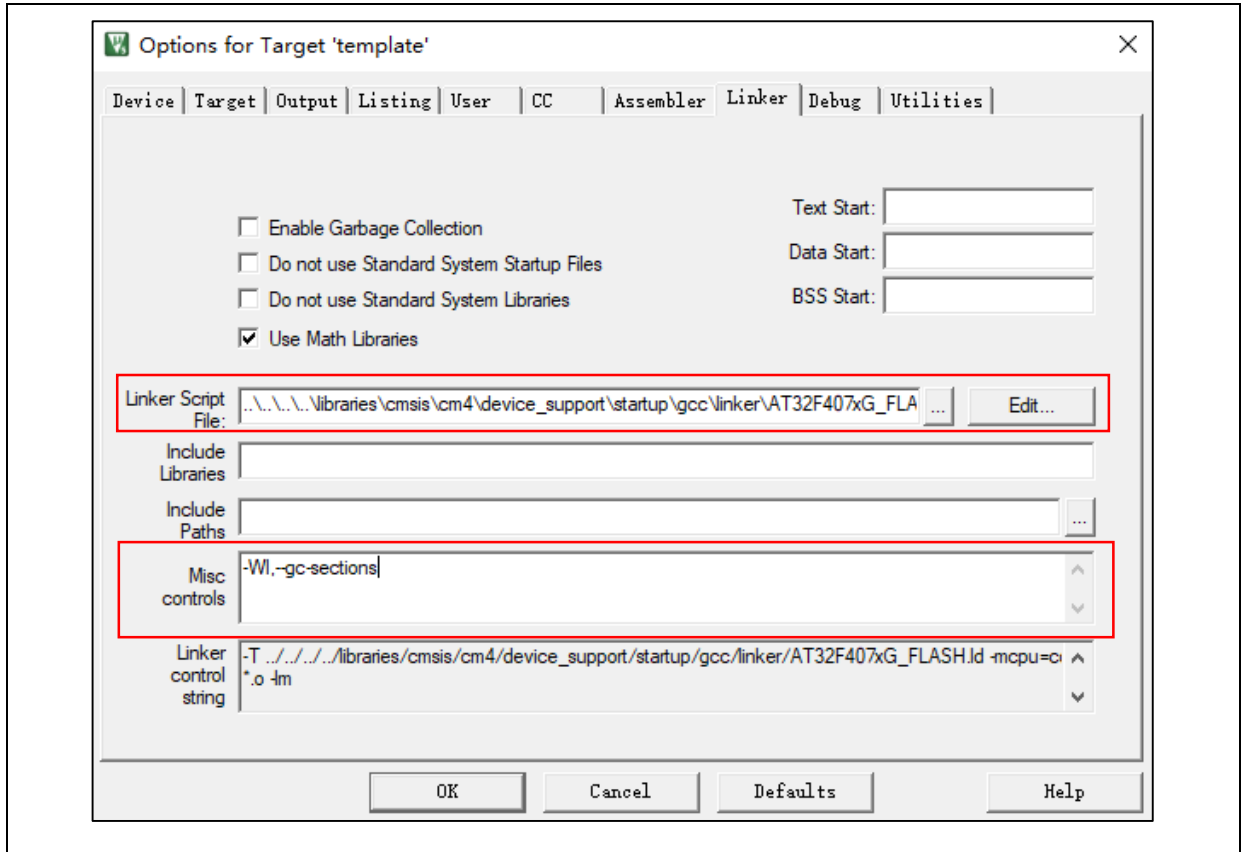 Options for Target 'template'
Device Target Output Listing User CC Assembler Linker Debug Utilities
Text Start:
Enable Garbage Collection
Data Start:
Do not use Standard System Startup Files
BSS Start:
Do not use Standard System Libraries
Use Math Libraries
Linker Script
File:
..\..\..\..\libraries\cmsis\cm4\device_support\startup\gcc\linker\AT32F407xG_FLA
...
Edit...
Include
Libraries
Include
Paths
...
Misc
controls
-Wl,--gc-sections
Linker
control
string
-T ../../../../libraries/cmsis/cm4/device_support/startup/gcc/linker/AT32F407xG_FLASH.ld -mcpu=c
*.o -lm
OK Cancel Defaults Help